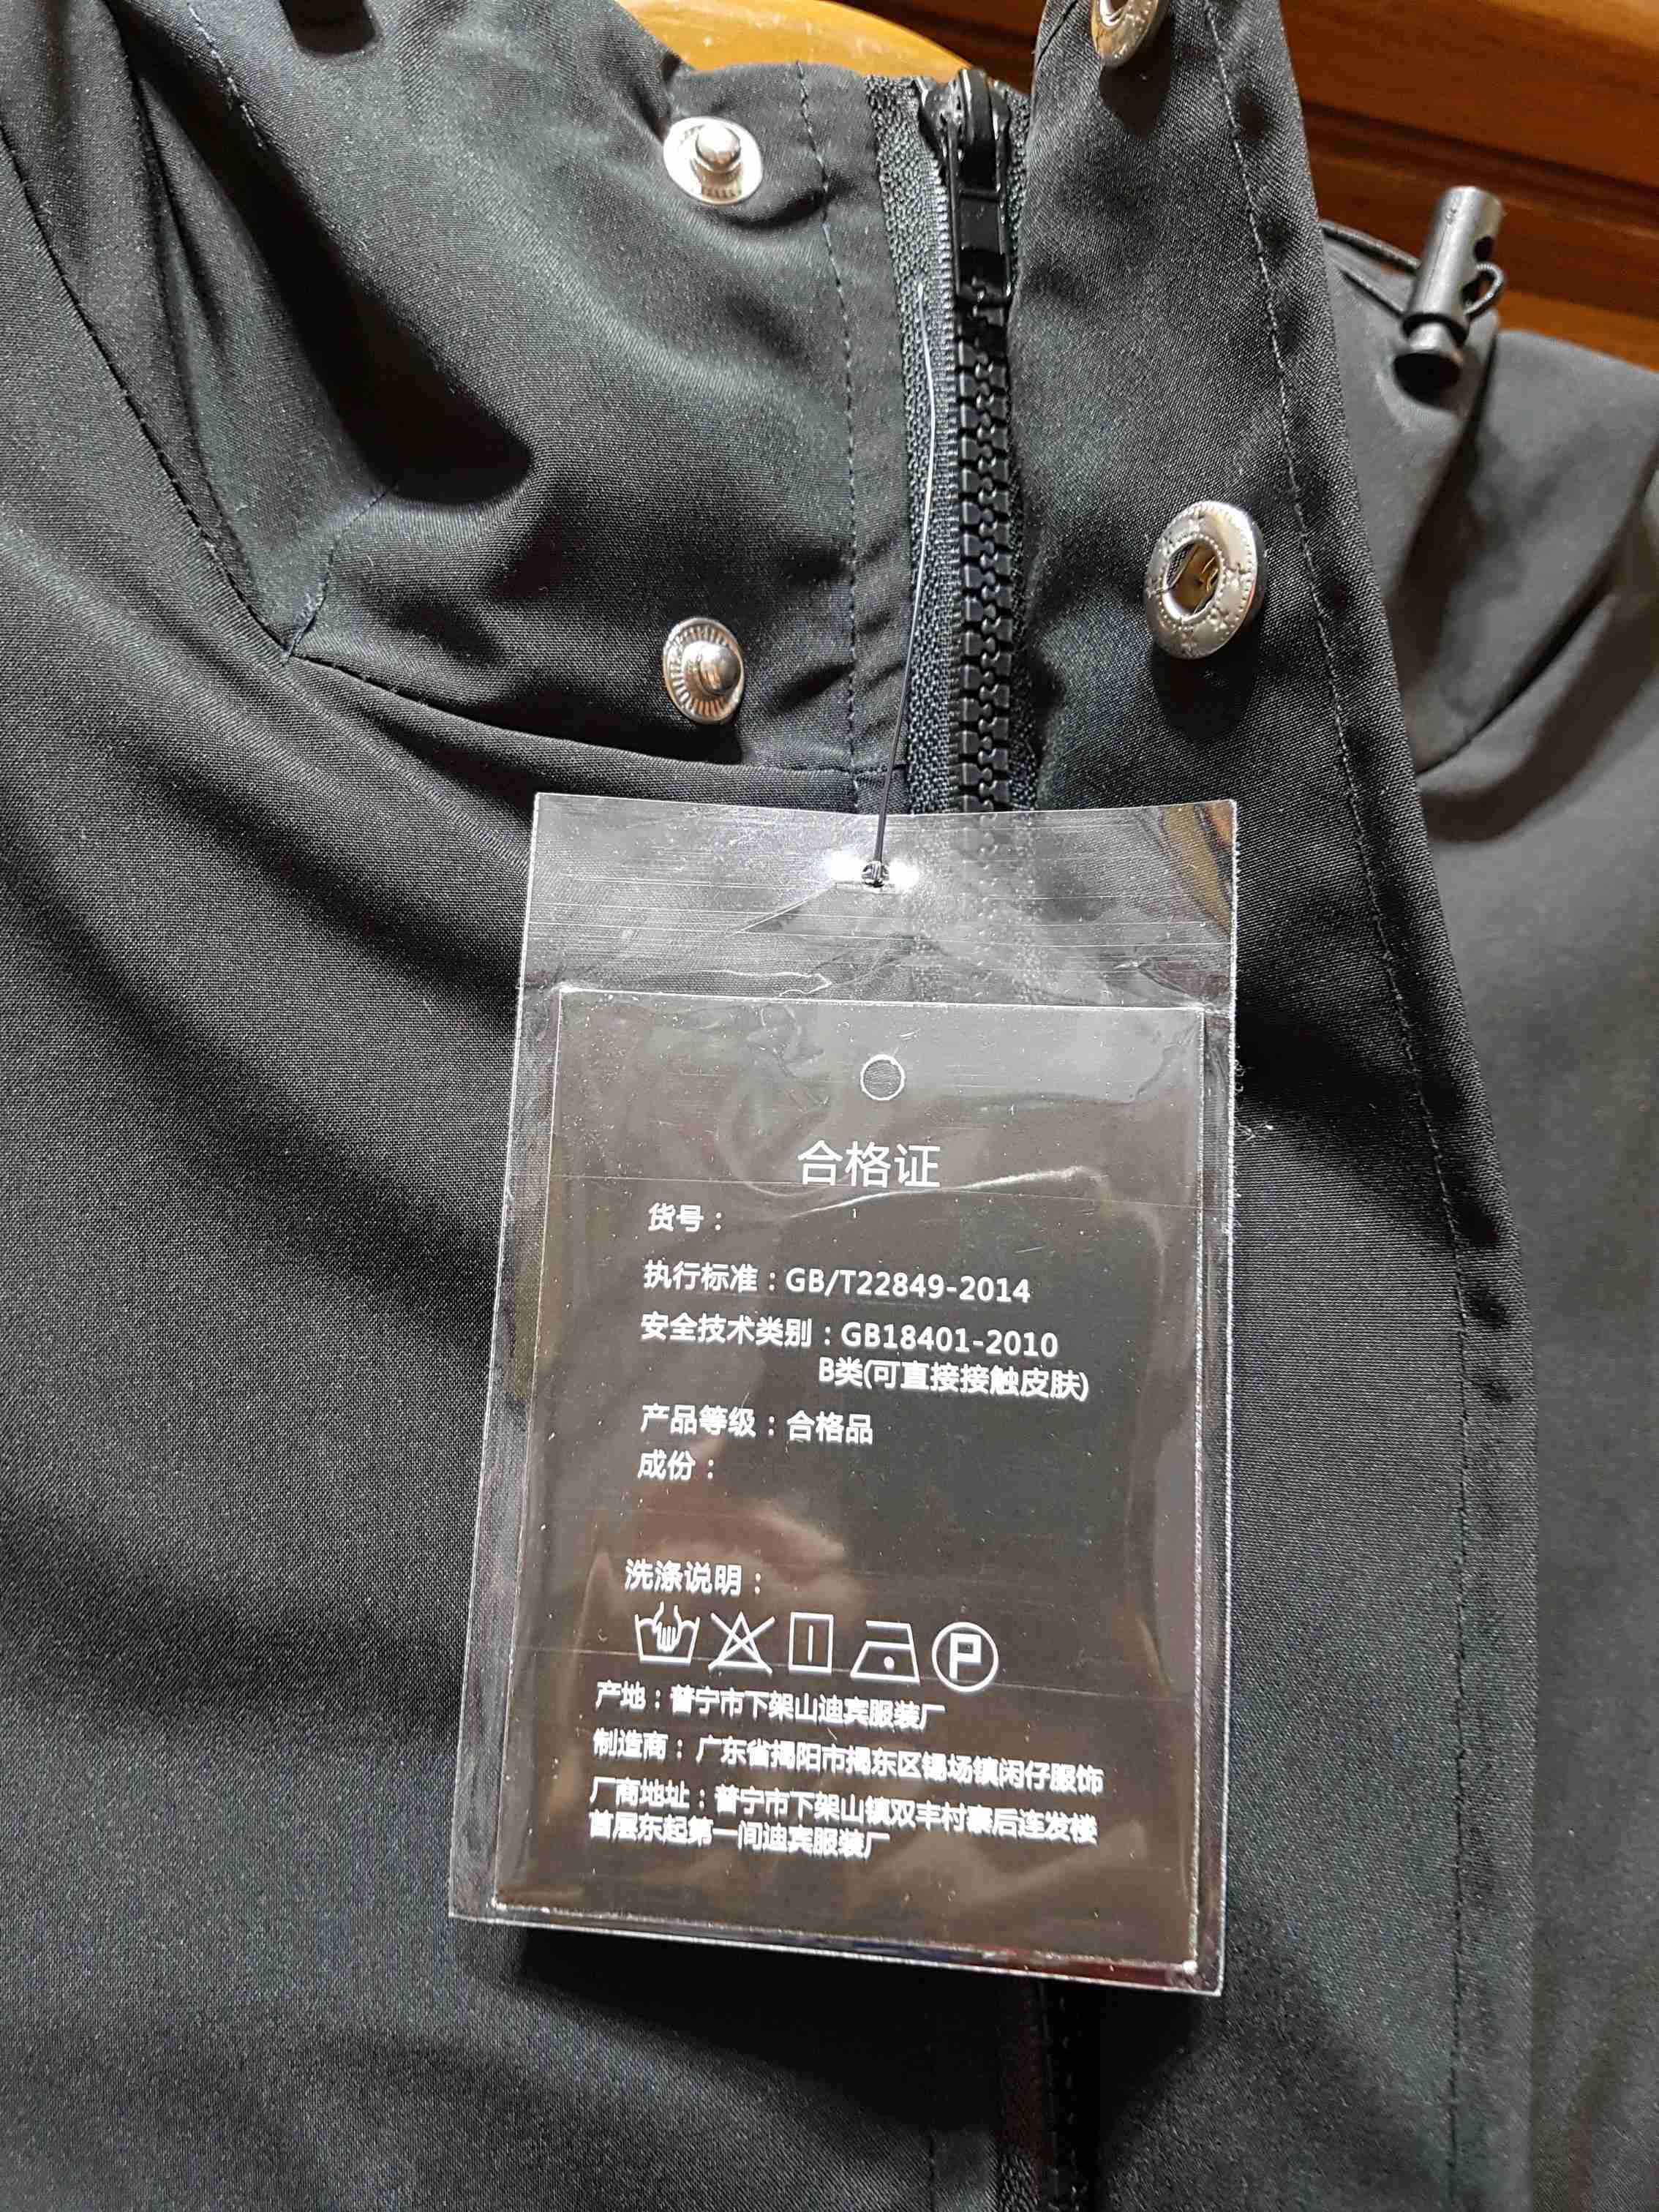 合格证
货号：
执行标准：GB/T22849-2014
安全技术类别：GB18401-2010
B类(可直接接触皮肤)
产品等级：合格品
成份：
洗涤说明：
P
产地：普宁市下架山迪宾服装厂
制造商：广东省揭阳市揭东区锡场镇闲仔服饰
厂商地址：普宁市下架山镇双丰村寨后连发楼
首层东起第一间迪宾服装厂